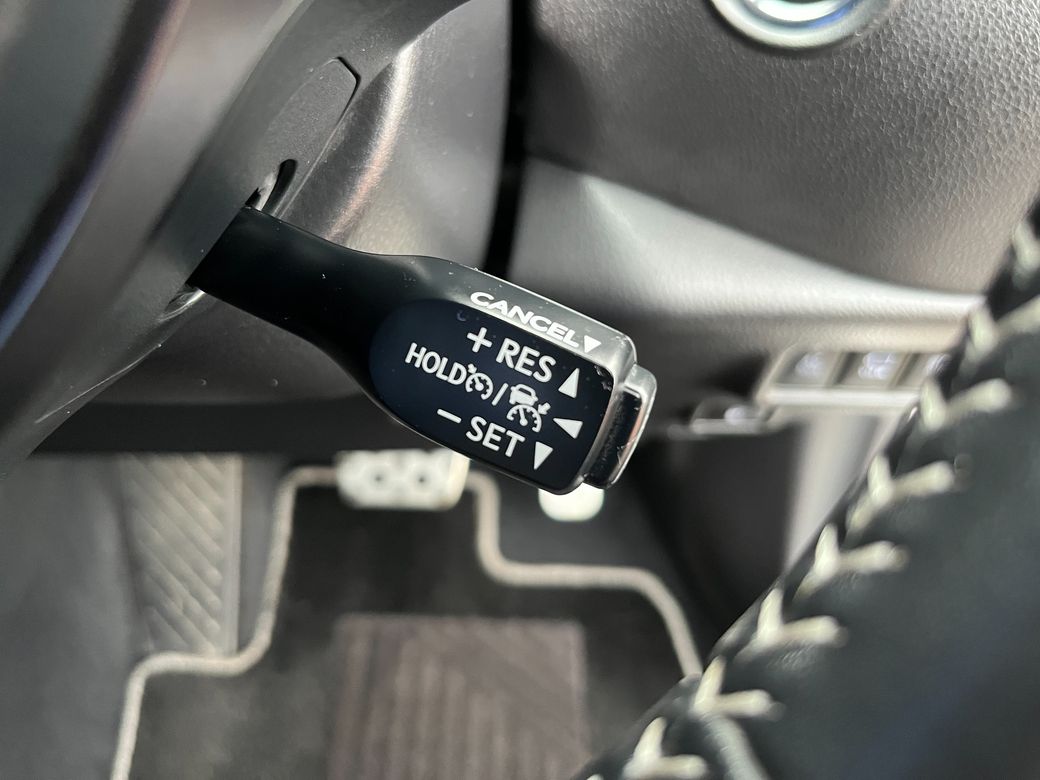 CANCEL▼
+ RES ▲
HOLD /
− SET ▼